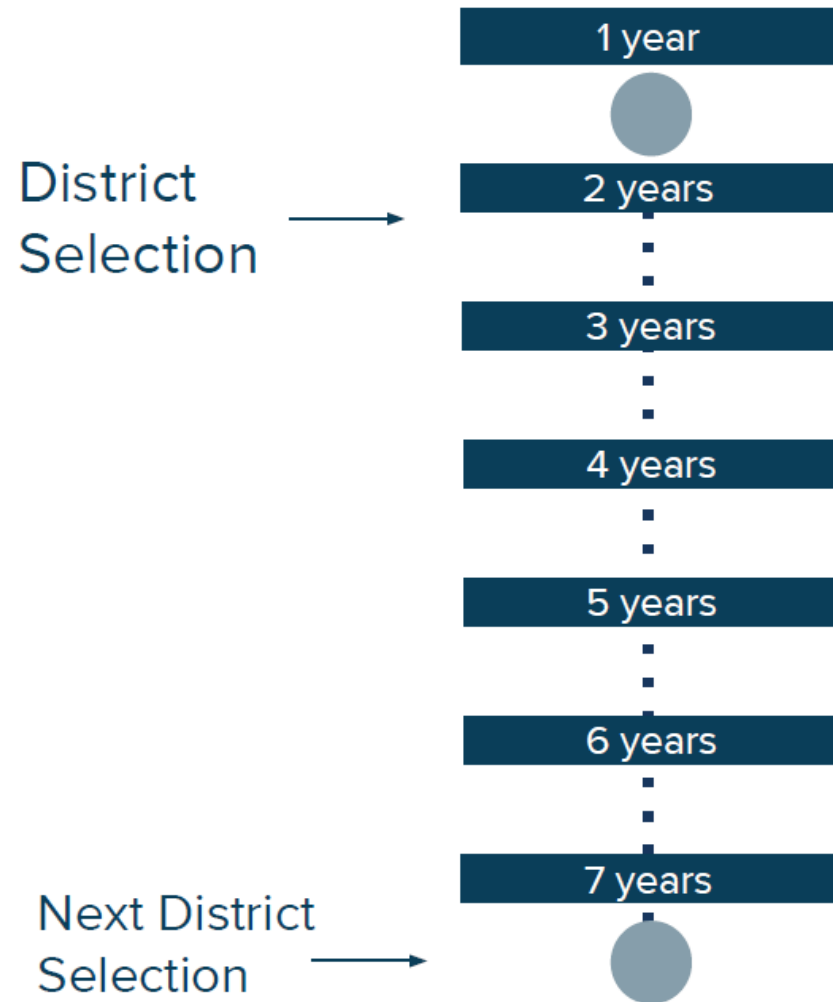 1 year
District
Selection
2 years
3 years
4 years
5 years
6 years
7 years
Next District
Selection